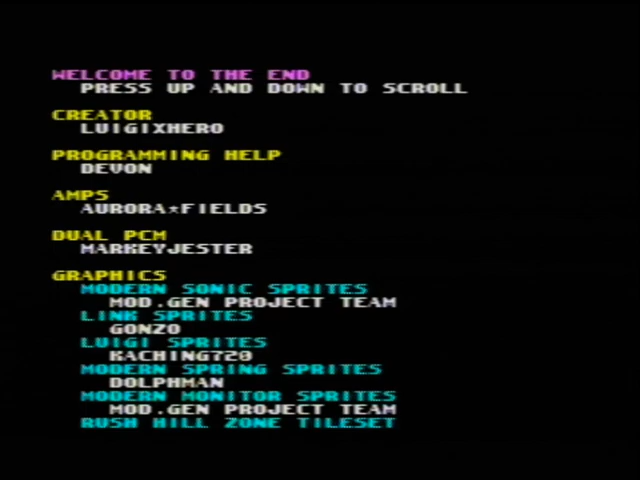 WELCOME TO THE END
PRESS UP AND DOWN TO SCROLL
CREATOR
LUIGIXHERO
PROGRAMMING HELP
DEVON
AMPS
AURORA*FIELDS
DUAL PCM
MARKEYJESTER
GRAPHICS
MODERN SONIC SPRITES
MOD.GEN PROJECT TEAM
LINK SPRITES
GONZO
LUIGI SPRITES
KACHING720
MODERN SPRING SPRITES
DOLPHMAN
MODERN MONITOR SPRITES
MOD.GEN PROJECT TEAM
RUSH HILL ZONE TILESET